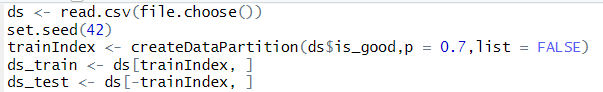 ds <- read.csv(file.choose())
set.seed(42)
trainIndex <- createDataPartition(ds$is_good,p = 0.7,list = FALSE)
ds_train <- ds[trainIndex, ]
ds_test <- ds[-trainIndex, ]